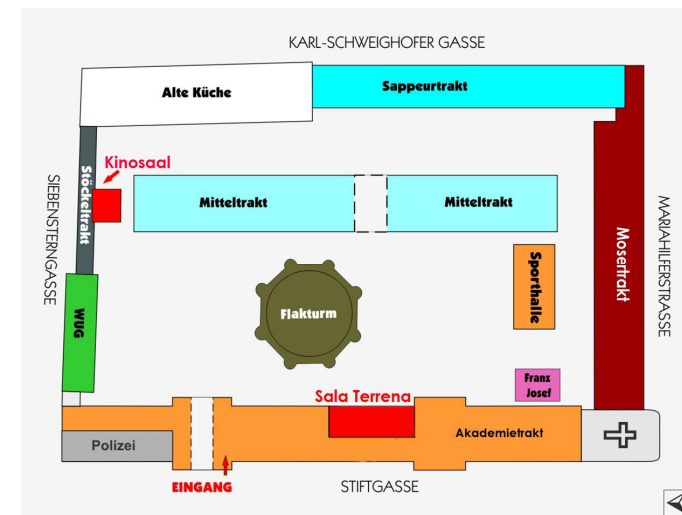 KARL-SCHWEIGHOFER GASSE
Alte Küche
Sappeurtrakt
Kinosaal
Stöckeltrakt
SIEBENSTERNGASSE
Mitteltrakt
Mitteltrakt
MARIAHILFERSTRASSE
Mosertrakt
Sporthalle
WUG
Flakturm
Franz
Josef
Sala Terrena
Akademietrakt
Polizei
EINGANG
STIFTGASSE